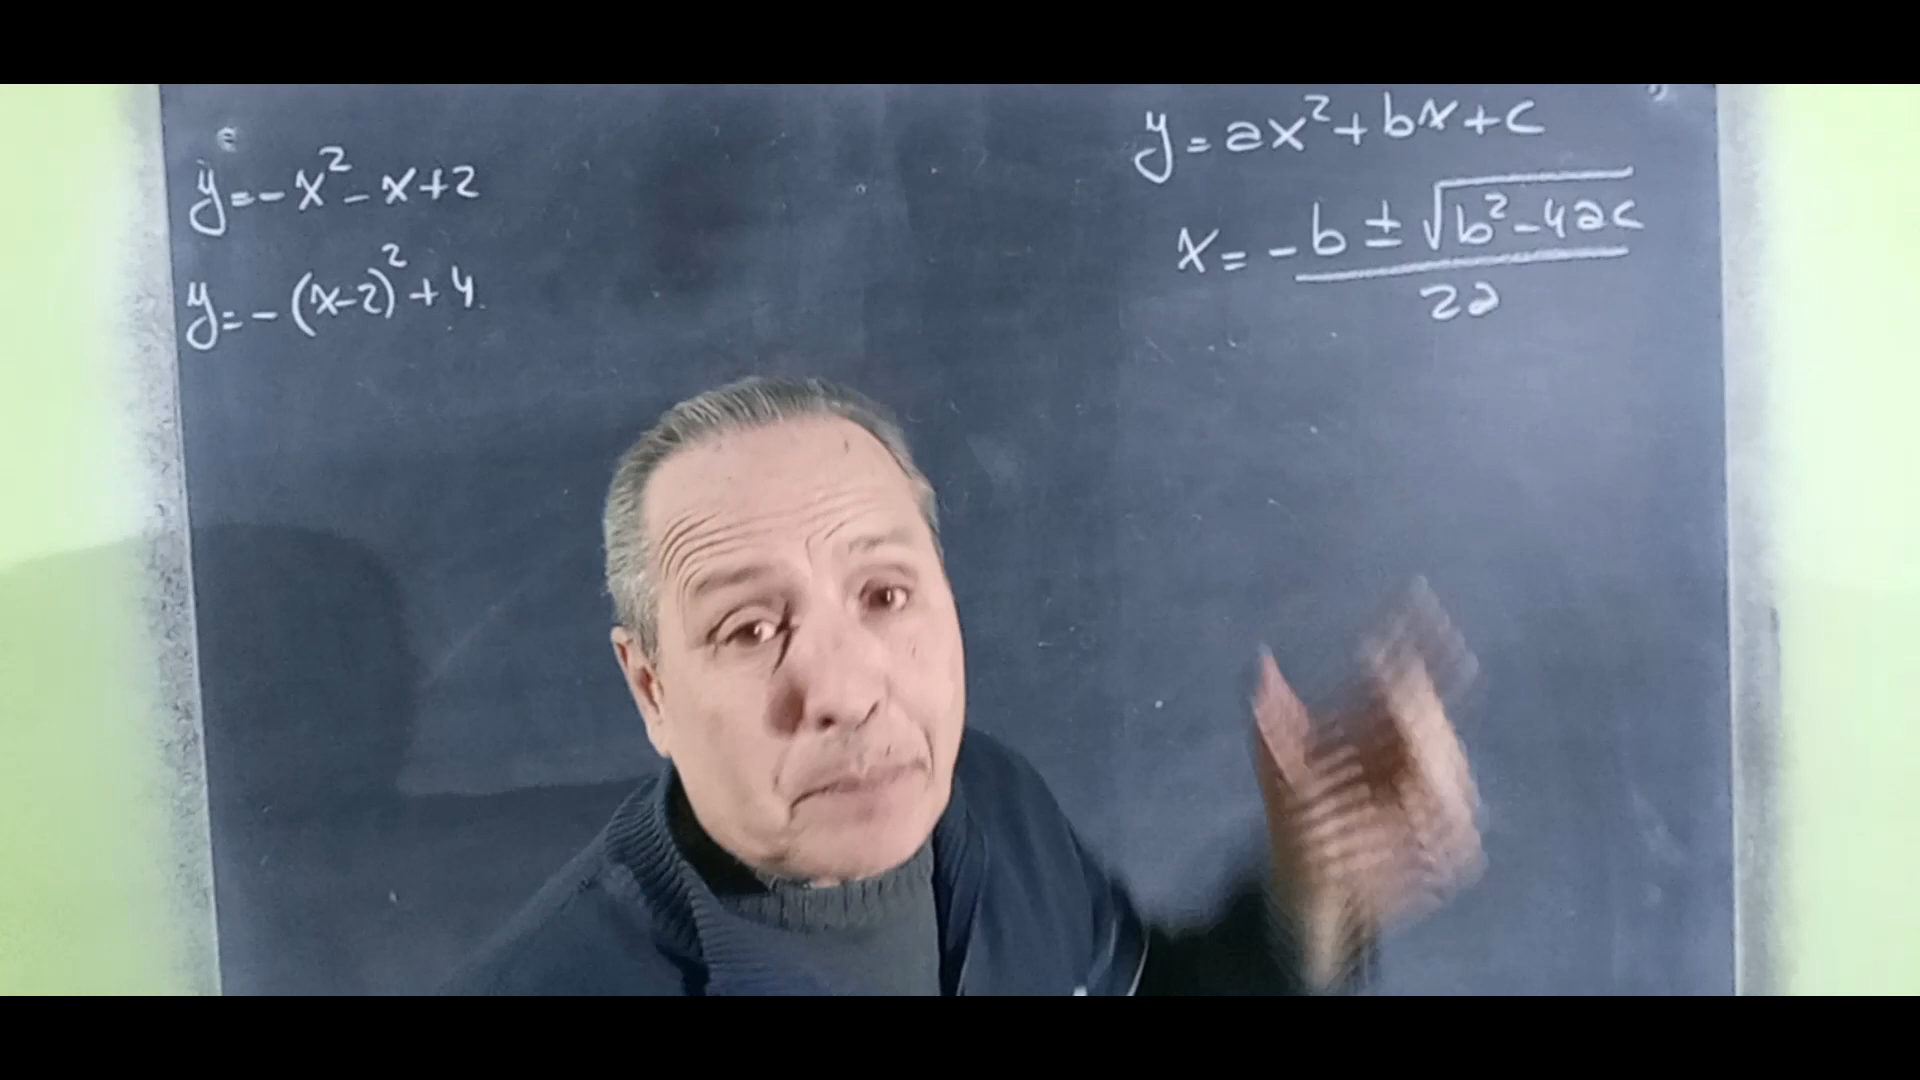 y=-x²-x+2
y=-(x-2)²+4
y=ax²+bx+c
x=-b±√b²-4ac
2a